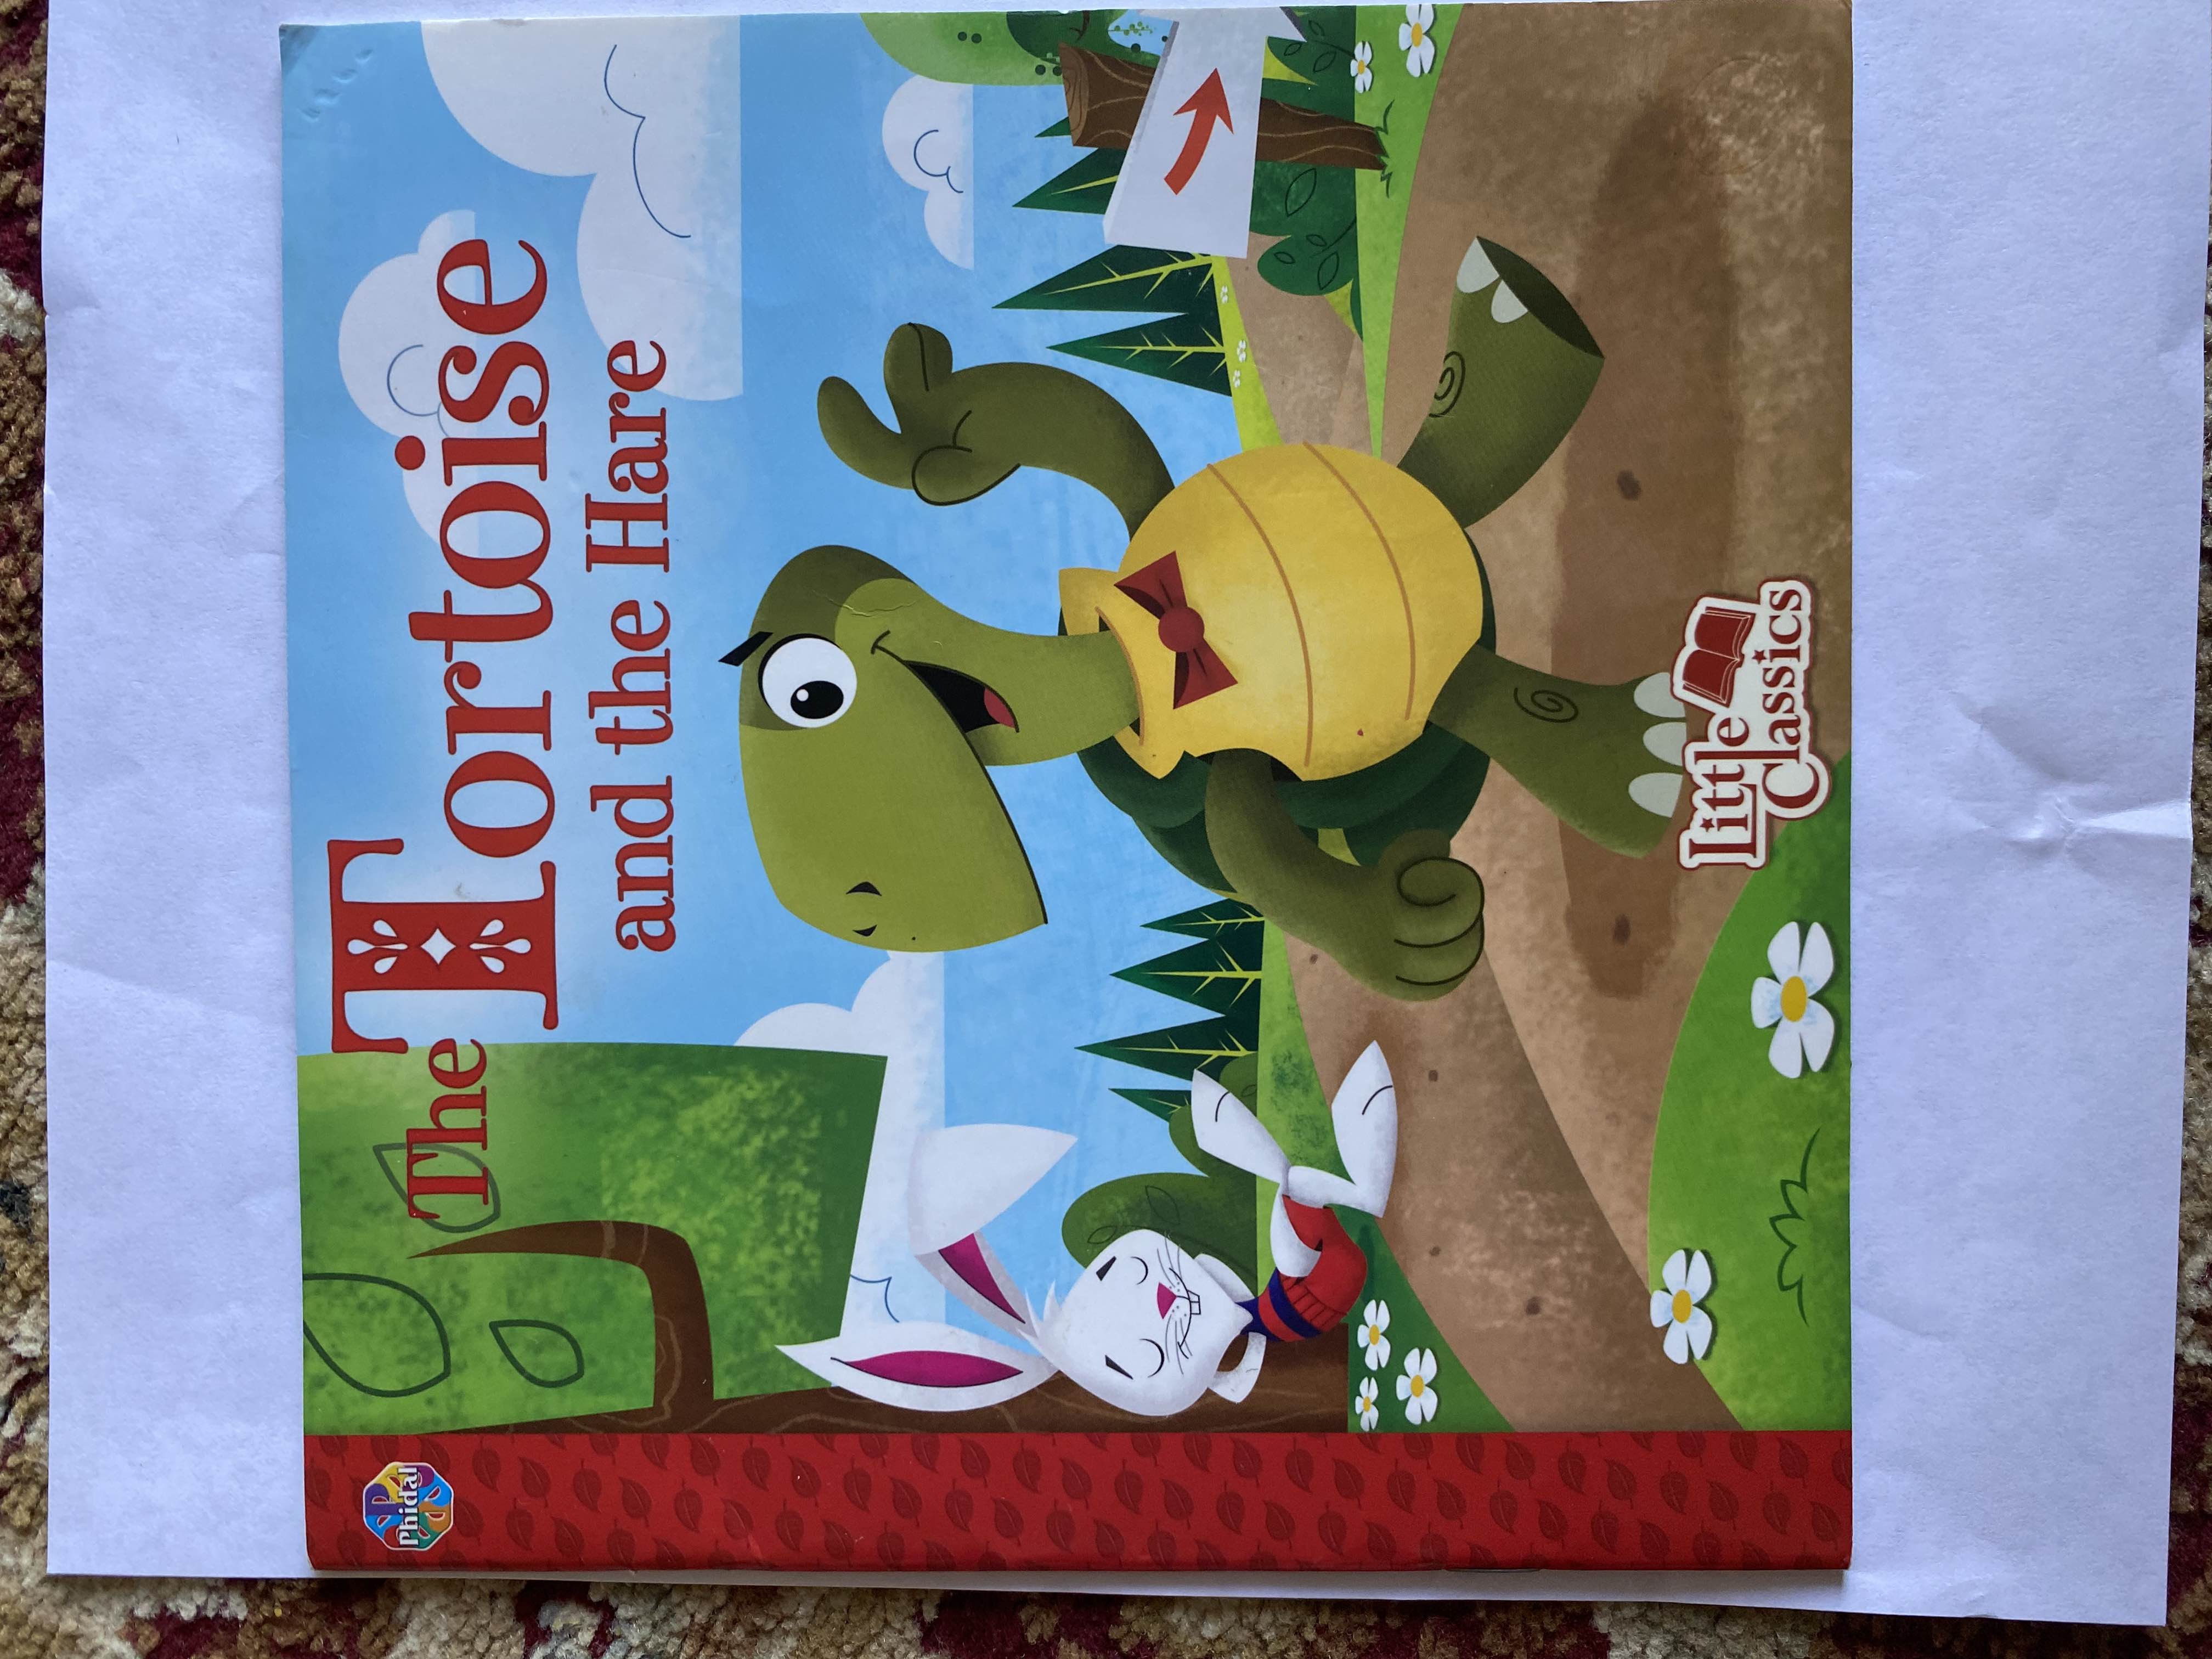 Phidal
The Tortoise
and the Hare
Little
Classics